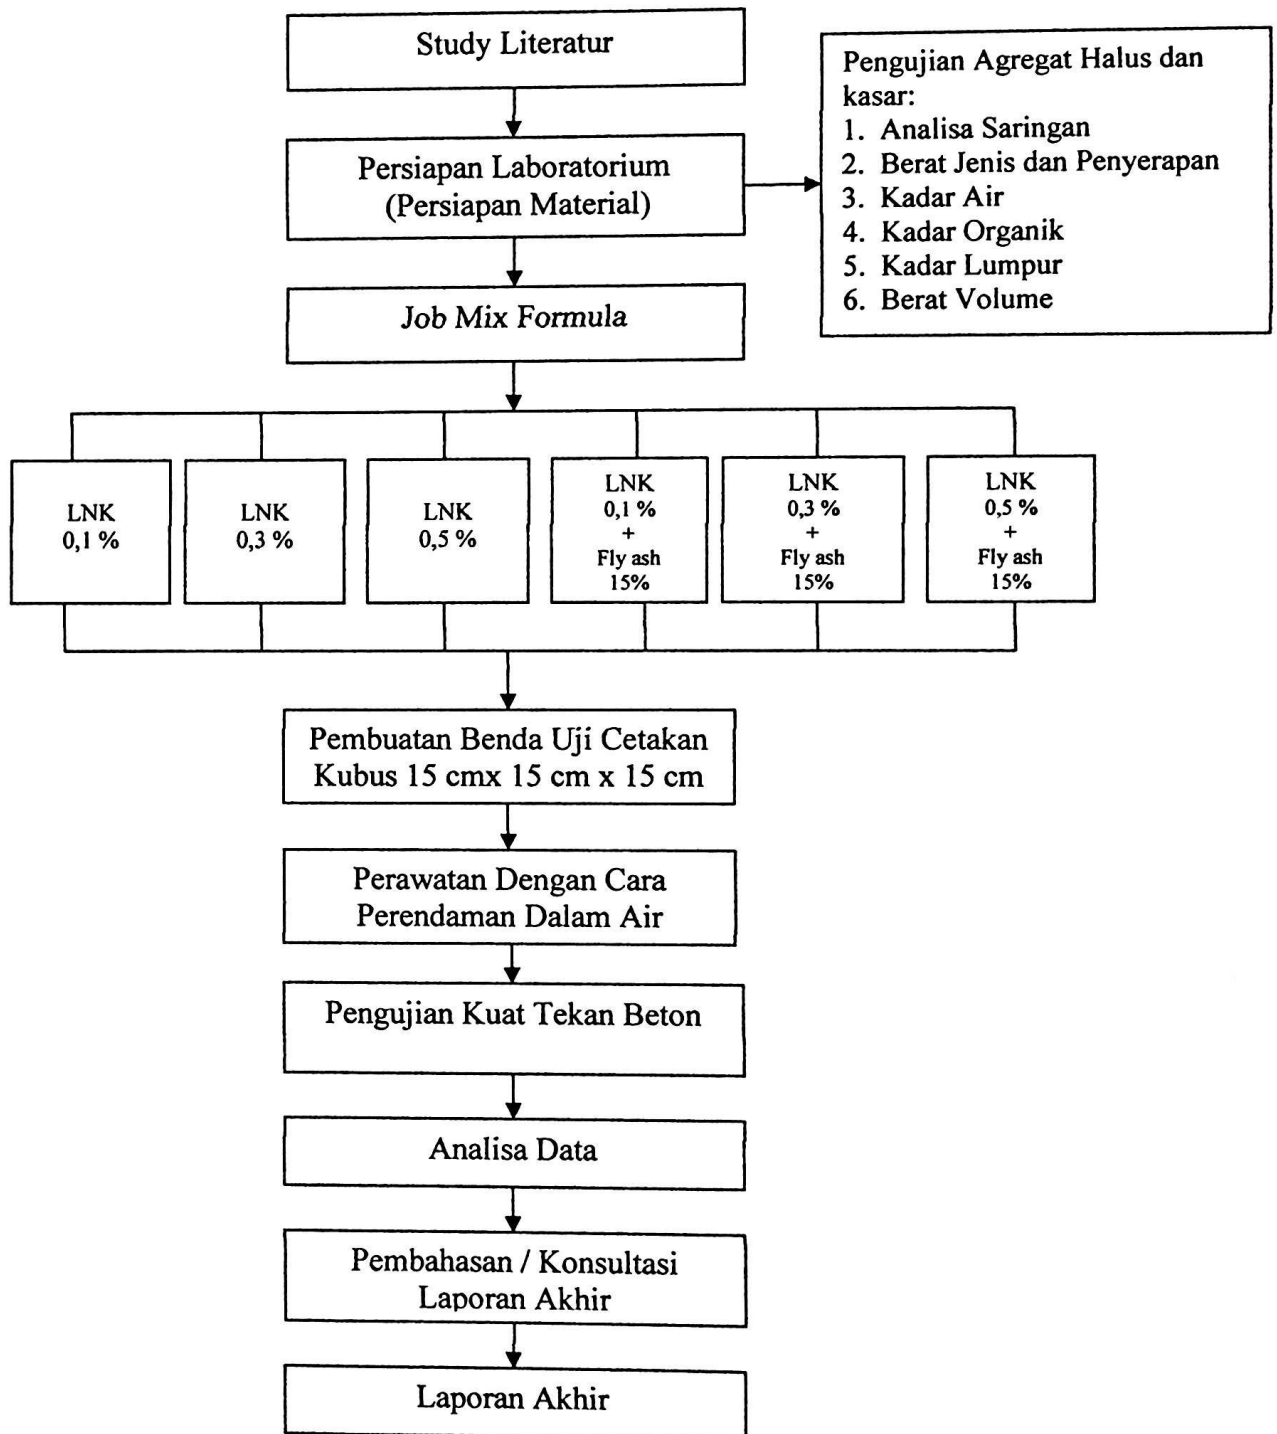 Study Literatur
Persiapan Laboratorium
(Persiapan Material)
Pengujian Agregat Halus dan
kasar:
1. Analisa Saringan
2. Berat Jenis dan Penyerapan
3. Kadar Air
4. Kadar Organik
5. Kadar Lumpur
6. Berat Volume
Job Mix Formula
LNK
0,1 %
LNK
0,3 %
LNK
0,5 %
LNK
0,1 %
+
Fly ash
15%
LNK
0,3 %
+
Fly ash
15%
LNK
0,5 %
+
Fly ash
15%
Pembuatan Benda Uji Cetakan
Kubus 15 cmx 15 cm x 15 cm
Perawatan Dengan Cara
Perendaman Dalam Air
Pengujian Kuat Tekan Beton
Analisa Data
Pembahasan / Konsultasi
Laporan Akhir
Laporan Akhir